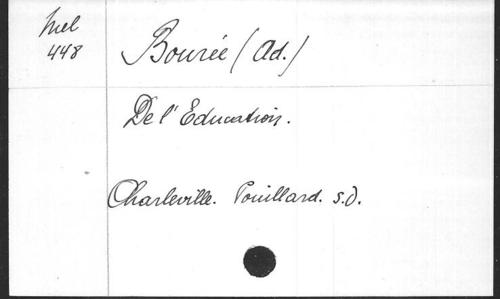 Mel
448
Bourée (Ad.)
De l'Education.
Charleville. Pouillard. s.d.